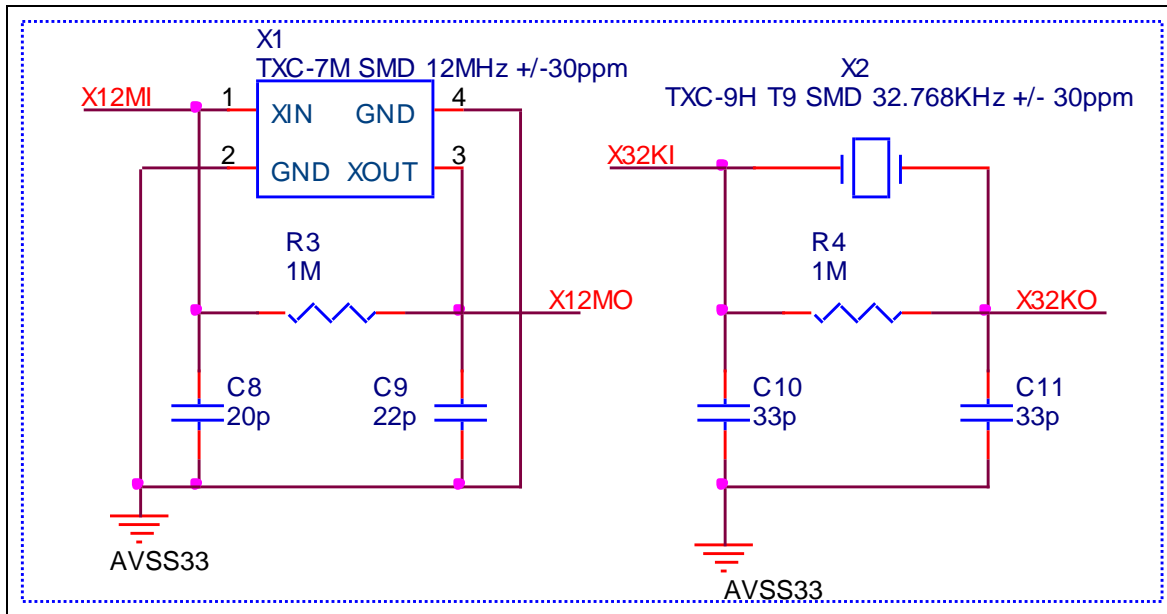 X1
TXC-7M SMD 12MHz +/-30ppm
X12MI
1
XIN
GND
4
2
GND
XOUT
3
R3
1M
X12MO
C8
20p
C9
22p
AVSS33
X2
TXC-9H T9 SMD 32.768KHz +/- 30ppm
X32KI
R4
1M
X32KO
C10
33p
C11
33p
AVSS33